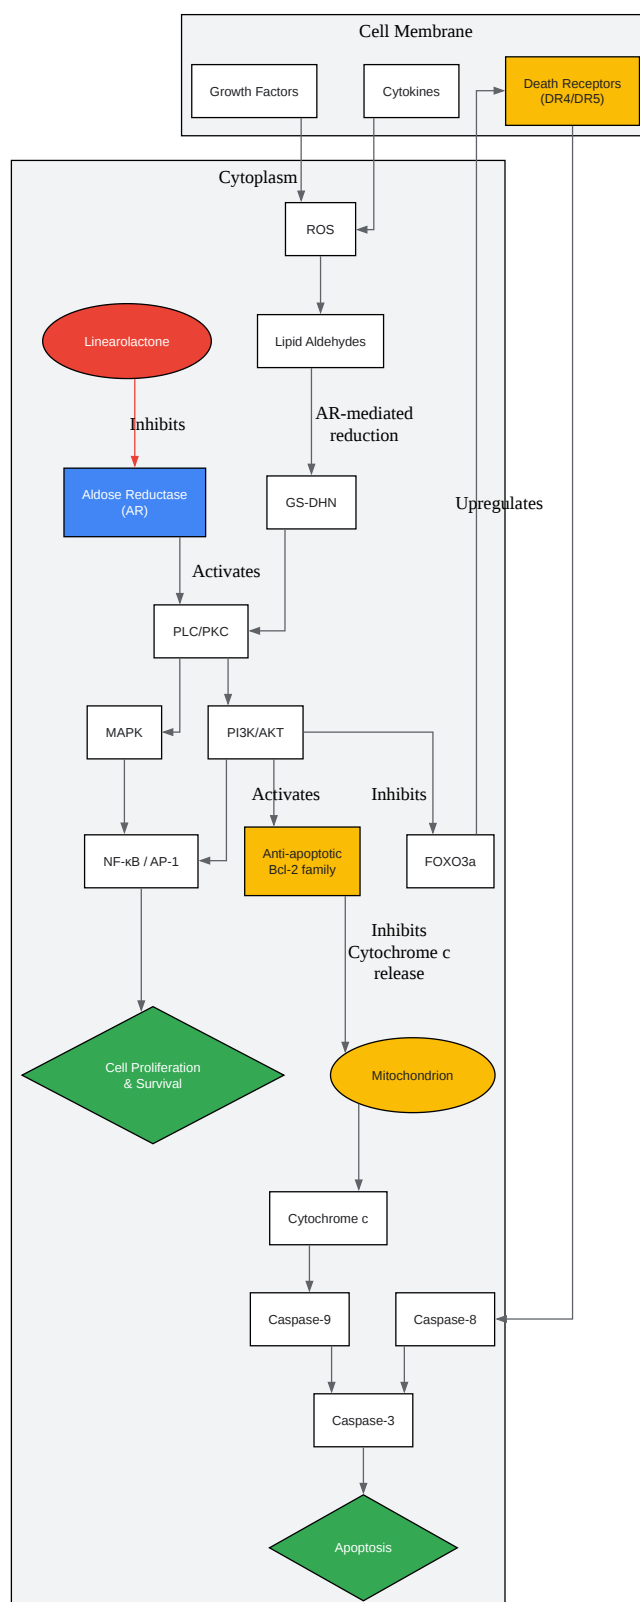 Cell Membrane
Growth Factors
Cytokines
Death Receptors
(DR4/DR5)
Cytoplasm
ROS
Linearolactone
Lipid Aldehydes
Inhibits
AR-mediated
reduction
Aldose Reductase
(AR)
GS-DHN
Upregulates
Activates
PLC/PKC
MAPK
PI3K/AKT
Activates
Inhibits
NF-κB / AP-1
Anti-apoptotic
Bcl-2 family
FOXO3a
Inhibits
Cytochrome c
release
Cell Proliferation
& Survival
Mitochondrion
Cytochrome c
Caspase-9
Caspase-8
Caspase-3
Apoptosis